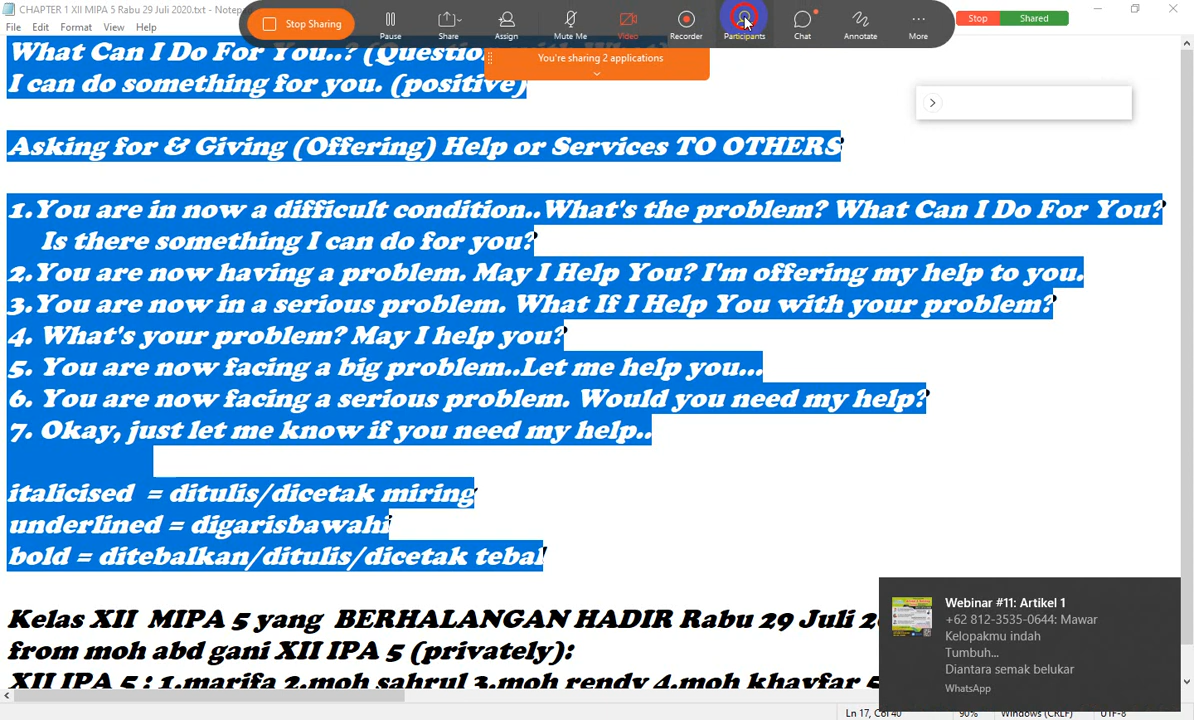 CHAPTER 1 XII MIPA 5 Rabu 29 Juli 2020.txt - Notep
File Edit Format View Help
Stop Sharing
Pause
Share
Assign
Mute Me
Video
Recorder
Participants
Chat
Annotate
More
Stop
Shared
You're sharing 2 applications
What Can I Do For You..? (Question with What)
I can do something for you. (positive)
Asking for & Giving (Offering) Help or Services TO OTHERS
1.You are in now a difficult condition..What's the problem? What Can I Do For You?
Is there something I can do for you?
2.You are now having a problem. May I Help You? I'm offering my help to you.
3.You are now in a serious problem. What If I Help You with your problem?
4. What's your problem? May I help you?
5. You are now facing a big problem..Let me help you...
6. You are now facing a serious problem. Would you need my help?
7. Okay, just let me know if you need my help..
italicised = ditulis/dicetak miring
underlined = digarisbawahi
bold = ditebalkan/ditulis/dicetak tebal
Kelas XII MIPA 5 yang BERHALANGAN HADIR Rabu 29 Juli 2
from moh abd gani XII IPA 5 (privately):
XII IPA 5 : 1.marifa 2.moh sahrul 3.moh rendy 4.moh khayfar 5
Webinar #11: Artikel 1
+62 812-3535-0644: Mawar
Kelopakmu indah
Tumbuh...
Diantara semak belukar
WhatsApp
Ln 17, Col 40
90%
Windows (CRLF)
UTF-8